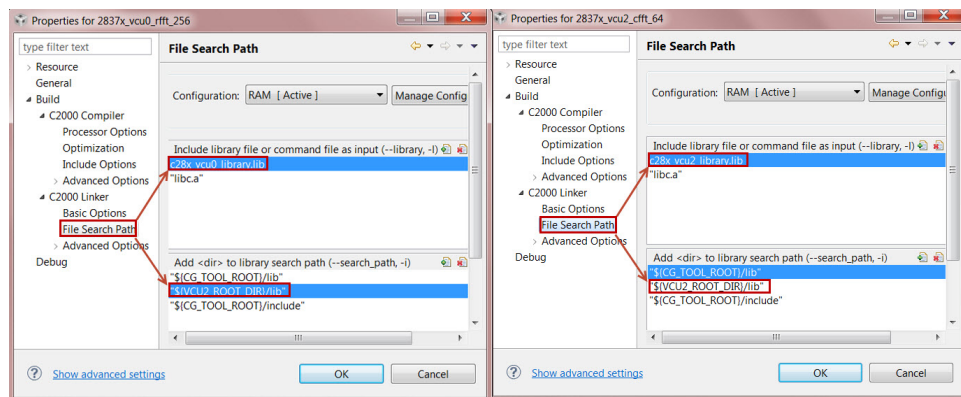 Properties for 2837x_vcu0_rfft_256
type filter text
File Search Path
Resource
General
Build
C2000 Compiler
Processor Options
Optimization
Include Options
Advanced Options
C2000 Linker
Basic Options
File Search Path
Advanced Options
Debug
Configuration: RAM [ Active ]
Manage Config
Include library file or command file as input (--library, -l)
c28x_vcu0_library.lib
"libc.a"
Add <dir> to library search path (--search_path, -i)
"${CG_TOOL_ROOT}/lib"
"${VCU2_ROOT_DIR}/lib"
"${CG_TOOL_ROOT}/include"
Show advanced settings
OK
Cancel
Properties for 2837x_vcu2_cfft_64
type filter text
File Search Path
Resource
General
Build
C2000 Compiler
Processor Options
Optimization
Include Options
Advanced Options
C2000 Linker
Basic Options
File Search Path
Advanced Options
Debug
Configuration: RAM [ Active ]
Manage Configu
Include library file or command file as input (--library, -l)
c28x_vcu2_library.lib
"libc.a"
Add <dir> to library search path (--search_path, -i)
"${CG_TOOL_ROOT}/lib"
"${VCU2_ROOT_DIR}/lib"
"${CG_TOOL_ROOT}/include"
Show advanced settings
OK
Cancel